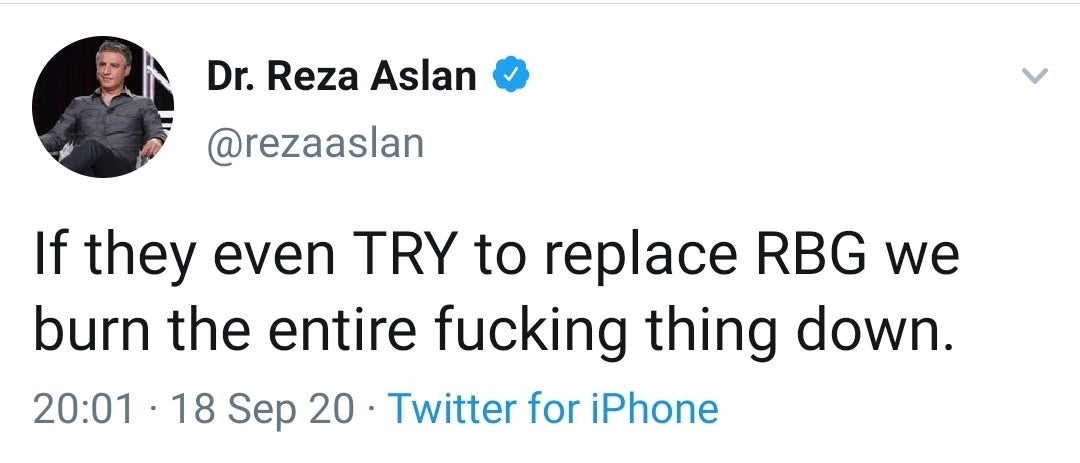 Dr. Reza Aslan
@rezaaslan
If they even TRY to replace RBG we
burn the entire fucking thing down.
20:01 · 18 Sep 20 · Twitter for iPhone